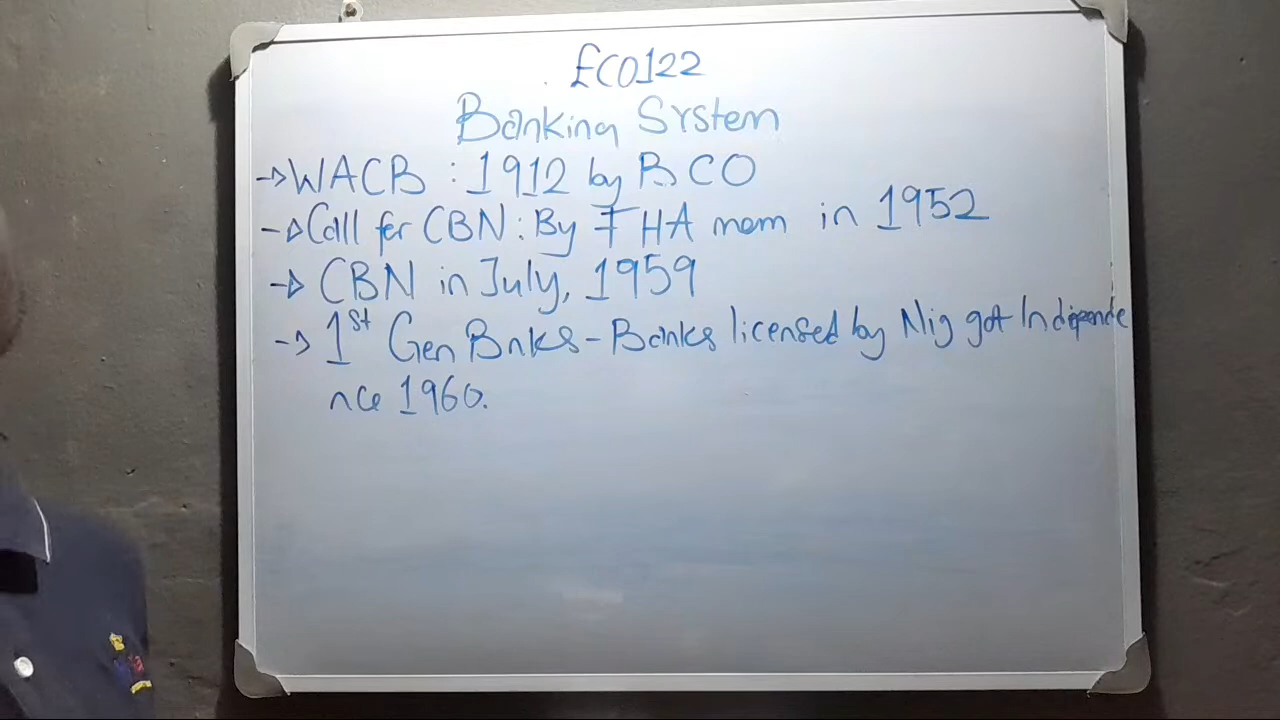 ECO122
Banking System
→WACB : 1912 by BCO
→Call for CBN: By FHA mem in 1952
→ CBN in July, 1959
→ 1st Gen Bnks - Banks licensed by Nig got Independe
nce 1960.